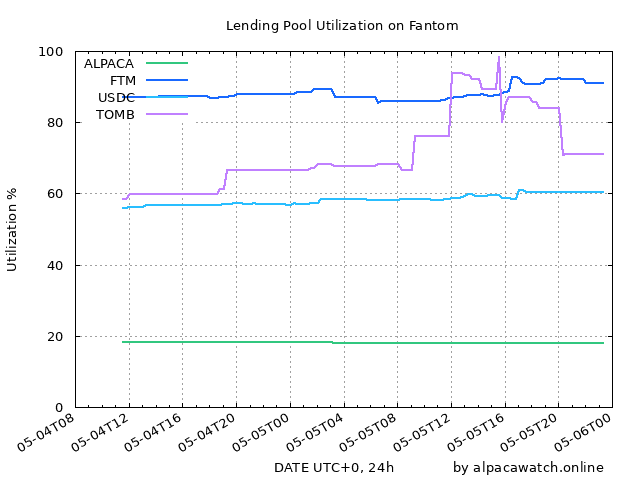 Lending Pool Utilization on Fantom
100
80
60
40
20
0
Utilization %
ALPACA
FTM
USDC
TOMB
05-04T08
05-04T12
05-04T16
05-04T20
05-05T00
05-05T04
05-05T08
05-05T12
05-05T16
05-05T20
05-06T00
DATE UTC+0, 24h
by alpacawatch.online